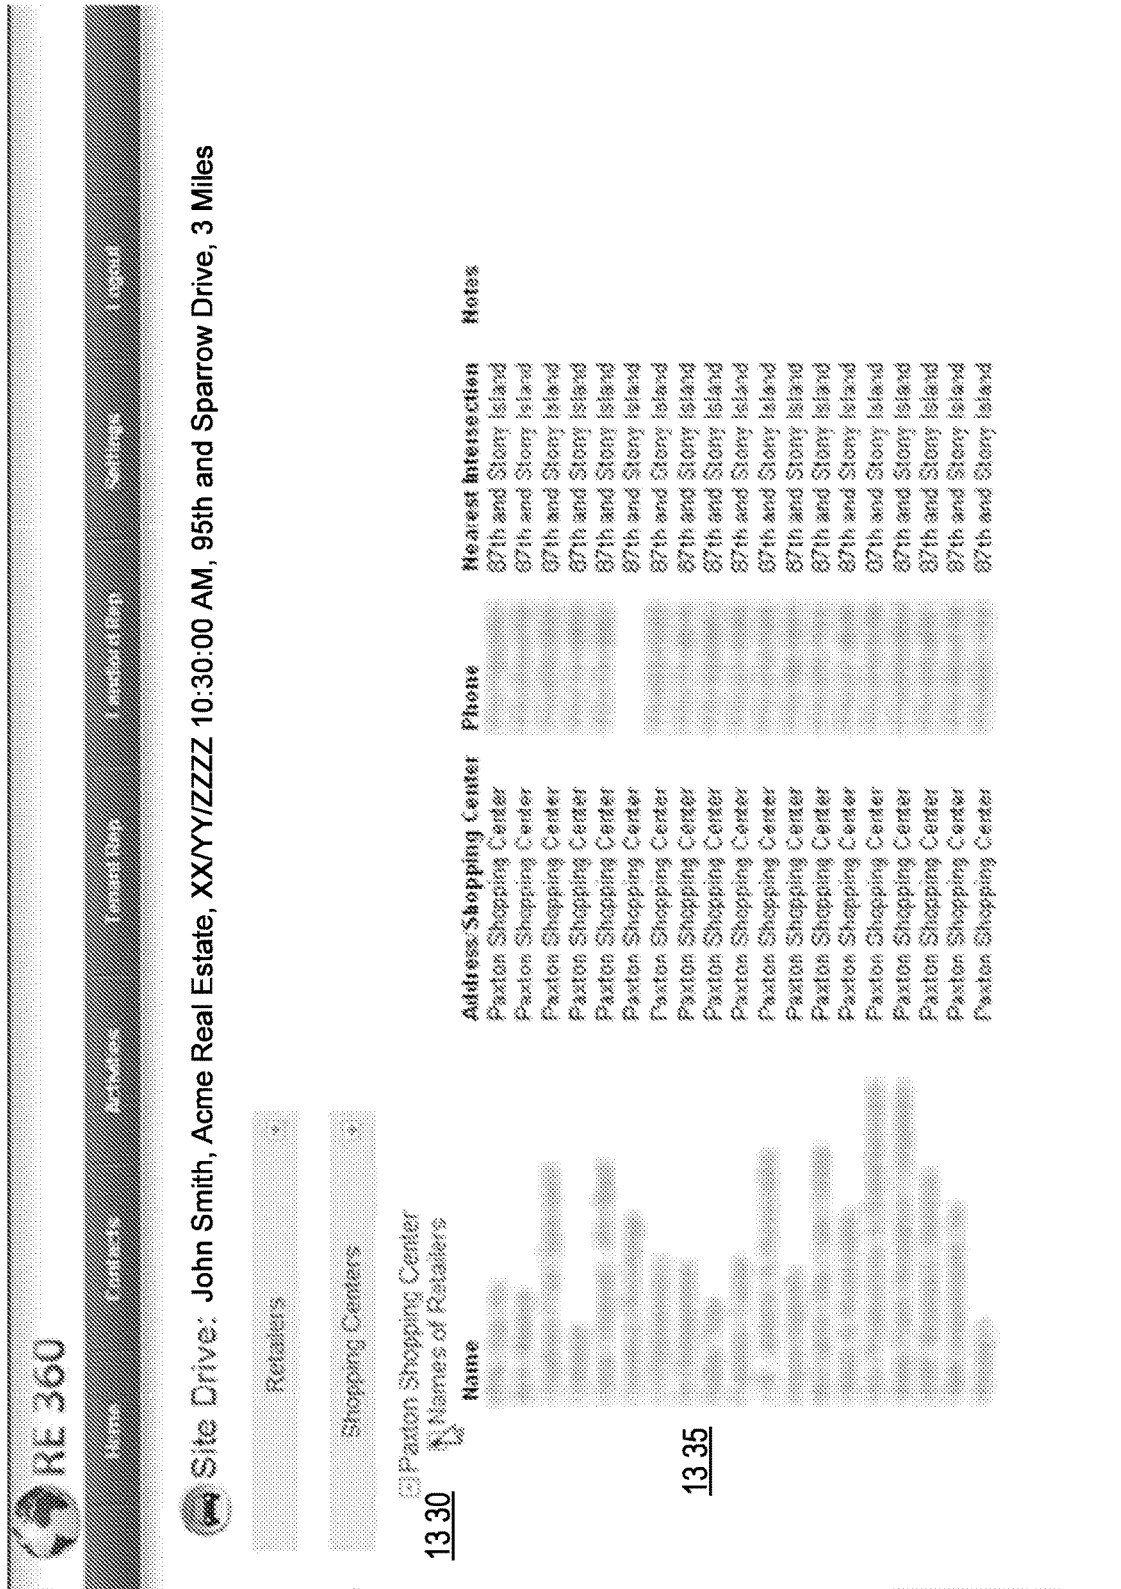 RE 360
Home Contacts Activities Tenant Rep Landlord Rep Settings Logout
Site Drive: John Smith, Acme Real Estate, XX/YY/ZZZZ 10:30:00 AM, 95th and Sparrow Drive, 3 Miles
Retailers
Shopping Centers
Paxton Shopping Center
13 30 Names of Retailers
Name Address/Shopping Center Phone Nearest Intersection Notes
Paxton Shopping Center 87th and Stony Island
Paxton Shopping Center 87th and Stony Island
Paxton Shopping Center 87th and Stony Island
Paxton Shopping Center 87th and Stony Island
Paxton Shopping Center 87th and Stony Island
Paxton Shopping Center 87th and Stony Island
Paxton Shopping Center 87th and Stony Island
Paxton Shopping Center 87th and Stony Island
13 35 Paxton Shopping Center 87th and Stony Island
Paxton Shopping Center 87th and Stony Island
Paxton Shopping Center 87th and Stony Island
Paxton Shopping Center 87th and Stony Island
Paxton Shopping Center 87th and Stony Island
Paxton Shopping Center 87th and Stony Island
Paxton Shopping Center 87th and Stony Island
Paxton Shopping Center 87th and Stony Island
Paxton Shopping Center 87th and Stony Island
Paxton Shopping Center 87th and Stony Island
Paxton Shopping Center 87th and Stony Island